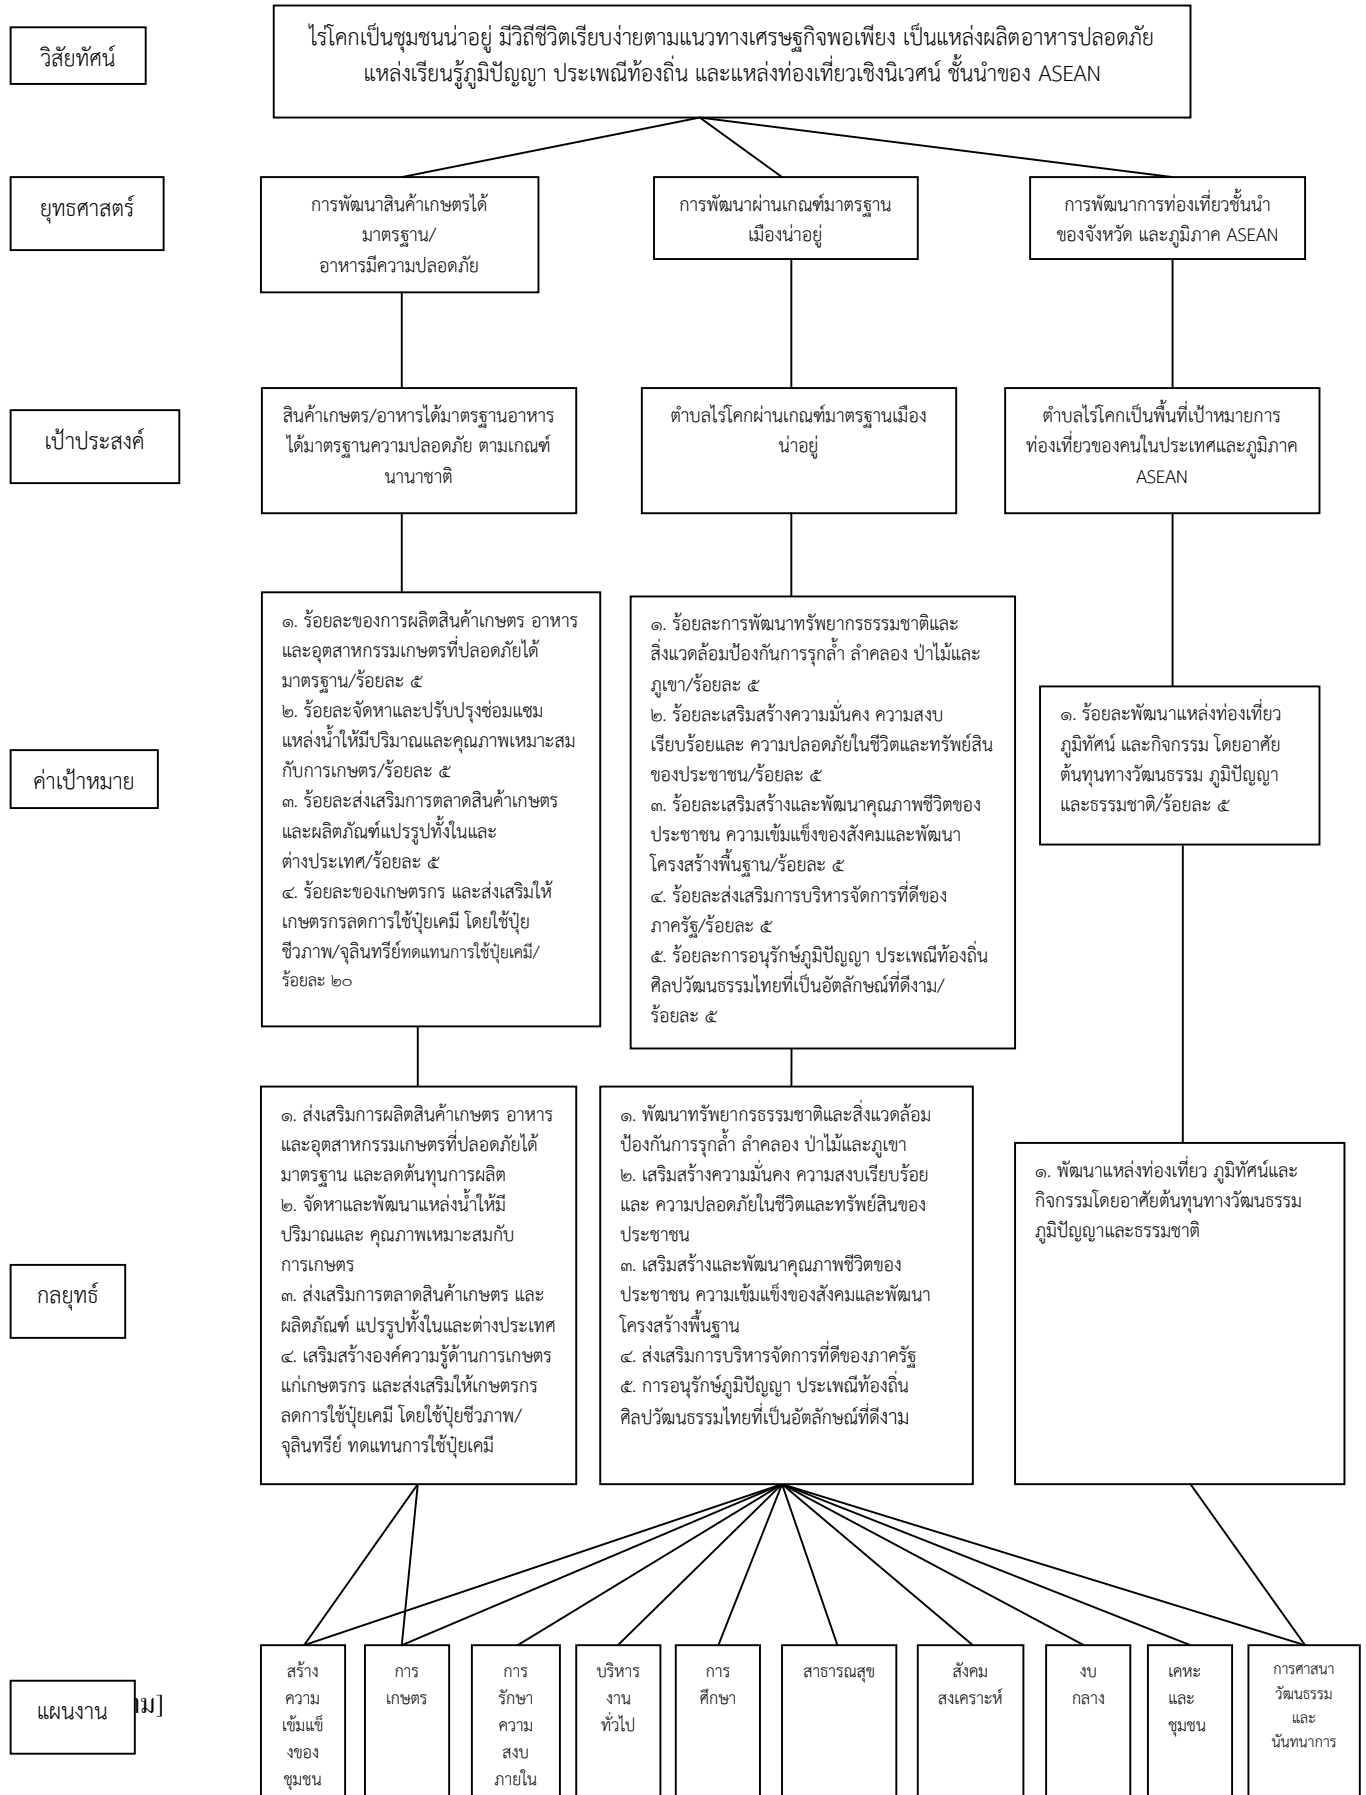 วิสัยทัศน์
ไร่โคกเป็นชุมชนน่าอยู่ มีวิถีชีวิตเรียบง่ายตามแนวทางเศรษฐกิจพอเพียง เป็นแหล่งผลิตอาหารปลอดภัย
แหล่งเรียนรู้ภูมิปัญญา ประเพณีท้องถิ่น และแหล่งท่องเที่ยวเชิงนิเวศน์ ชั้นนำของ ASEAN
ยุทธศาสตร์
การพัฒนาสินค้าเกษตรได้
มาตรฐาน/
อาหารมีความปลอดภัย
การพัฒนาผ่านเกณฑ์มาตรฐาน
เมืองน่าอยู่
การพัฒนาการท่องเที่ยวชั้นนำ
ของจังหวัด และภูมิภาค ASEAN
เป้าประสงค์
สินค้าเกษตร/อาหารได้มาตรฐานอาหาร
ได้มาตรฐานความปลอดภัย ตามเกณฑ์
นานาชาติ
ตำบลไร่โคกผ่านเกณฑ์มาตรฐานเมือง
น่าอยู่
ตำบลไร่โคกเป็นพื้นที่เป้าหมายการ
ท่องเที่ยวของคนในประเทศและภูมิภาค
ASEAN
ค่าเป้าหมาย
๑. ร้อยละของการผลิตสินค้าเกษตร อาหาร
และอุตสาหกรรมเกษตรที่ปลอดภัยได้
มาตรฐาน/ร้อยละ ๕
๒. ร้อยละจัดหาและปรับปรุงซ่อมแซม
แหล่งน้ำให้มีปริมาณและคุณภาพเหมาะสม
กับการเกษตร/ร้อยละ ๕
๓. ร้อยละส่งเสริมการตลาดสินค้าเกษตร
และผลิตภัณฑ์แปรรูปทั้งในและ
ต่างประเทศ/ร้อยละ ๕
๔. ร้อยละของเกษตรกร และส่งเสริมให้
เกษตรกรลดการใช้ปุ๋ยเคมี โดยใช้ปุ๋ย
ชีวภาพ/จุลินทรีย์ทดแทนการใช้ปุ๋ยเคมี/
ร้อยละ ๒๐
๑. ร้อยละการพัฒนาทรัพยากรธรรมชาติและ
สิ่งแวดล้อมป้องกันการรุกล้ำ ลำคลอง ป่าไม้และ
ภูเขา/ร้อยละ ๕
๒. ร้อยละเสริมสร้างความมั่นคง ความสงบ
เรียบร้อยและ ความปลอดภัยในชีวิตและทรัพย์สิน
ของประชาชน/ร้อยละ ๕
๓. ร้อยละเสริมสร้างและพัฒนาคุณภาพชีวิตของ
ประชาชน ความเข้มแข็งของสังคมและพัฒนา
โครงสร้างพื้นฐาน/ร้อยละ ๕
๔. ร้อยละส่งเสริมการบริหารจัดการที่ดีของ
ภาครัฐ/ร้อยละ ๕
๕. ร้อยละการอนุรักษ์ภูมิปัญญา ประเพณีท้องถิ่น
ศิลปวัฒนธรรมไทยที่เป็นอัตลักษณ์ที่ดีงาม/
ร้อยละ ๕
๑. ร้อยละพัฒนาแหล่งท่องเที่ยว
ภูมิทัศน์ และกิจกรรม โดยอาศัย
ต้นทุนทางวัฒนธรรม ภูมิปัญญา
และธรรมชาติ/ร้อยละ ๕
กลยุทธ์
๑. ส่งเสริมการผลิตสินค้าเกษตร อาหาร
และอุตสาหกรรมเกษตรที่ปลอดภัยได้
มาตรฐาน และลดต้นทุนการผลิต
๒. จัดหาและพัฒนาแหล่งน้ำให้มี
ปริมาณและ คุณภาพเหมาะสมกับ
การเกษตร
๓. ส่งเสริมการตลาดสินค้าเกษตร และ
ผลิตภัณฑ์ แปรรูปทั้งในและต่างประเทศ
๔. เสริมสร้างองค์ความรู้ด้านการเกษตร
แก่เกษตรกร และส่งเสริมให้เกษตรกร
ลดการใช้ปุ๋ยเคมี โดยใช้ปุ๋ยชีวภาพ/
จุลินทรีย์ ทดแทนการใช้ปุ๋ยเคมี
๑. พัฒนาทรัพยากรธรรมชาติและสิ่งแวดล้อม
ป้องกันการรุกล้ำ ลำคลอง ป่าไม้และภูเขา
๒. เสริมสร้างความมั่นคง ความสงบเรียบร้อย
และ ความปลอดภัยในชีวิตและทรัพย์สินของ
ประชาชน
๓. เสริมสร้างและพัฒนาคุณภาพชีวิตของ
ประชาชน ความเข้มแข็งของสังคมและพัฒนา
โครงสร้างพื้นฐาน
๔. ส่งเสริมการบริหารจัดการที่ดีของภาครัฐ
๕. การอนุรักษ์ภูมิปัญญา ประเพณีท้องถิ่น
ศิลปวัฒนธรรมไทยที่เป็นอัตลักษณ์ที่ดีงาม
๑. พัฒนาแหล่งท่องเที่ยว ภูมิทัศน์และ
กิจกรรมโดยอาศัยต้นทุนทางวัฒนธรรม
ภูมิปัญญาและธรรมชาติ
แผนงาน
สร้าง
ความ
เข้มแข็
งของ
ชุมชน
การ
เกษตร
การ
รักษา
ความ
สงบ
ภายใน
บริหาร
งาน
ทั่วไป
การ
ศึกษา
สาธารณสุข
สังคม
สงเคราะห์
งบ
กลาง
เคหะ
และ
ชุมชน
การศาสนา
วัฒนธรรม
และ
นันทนาการ